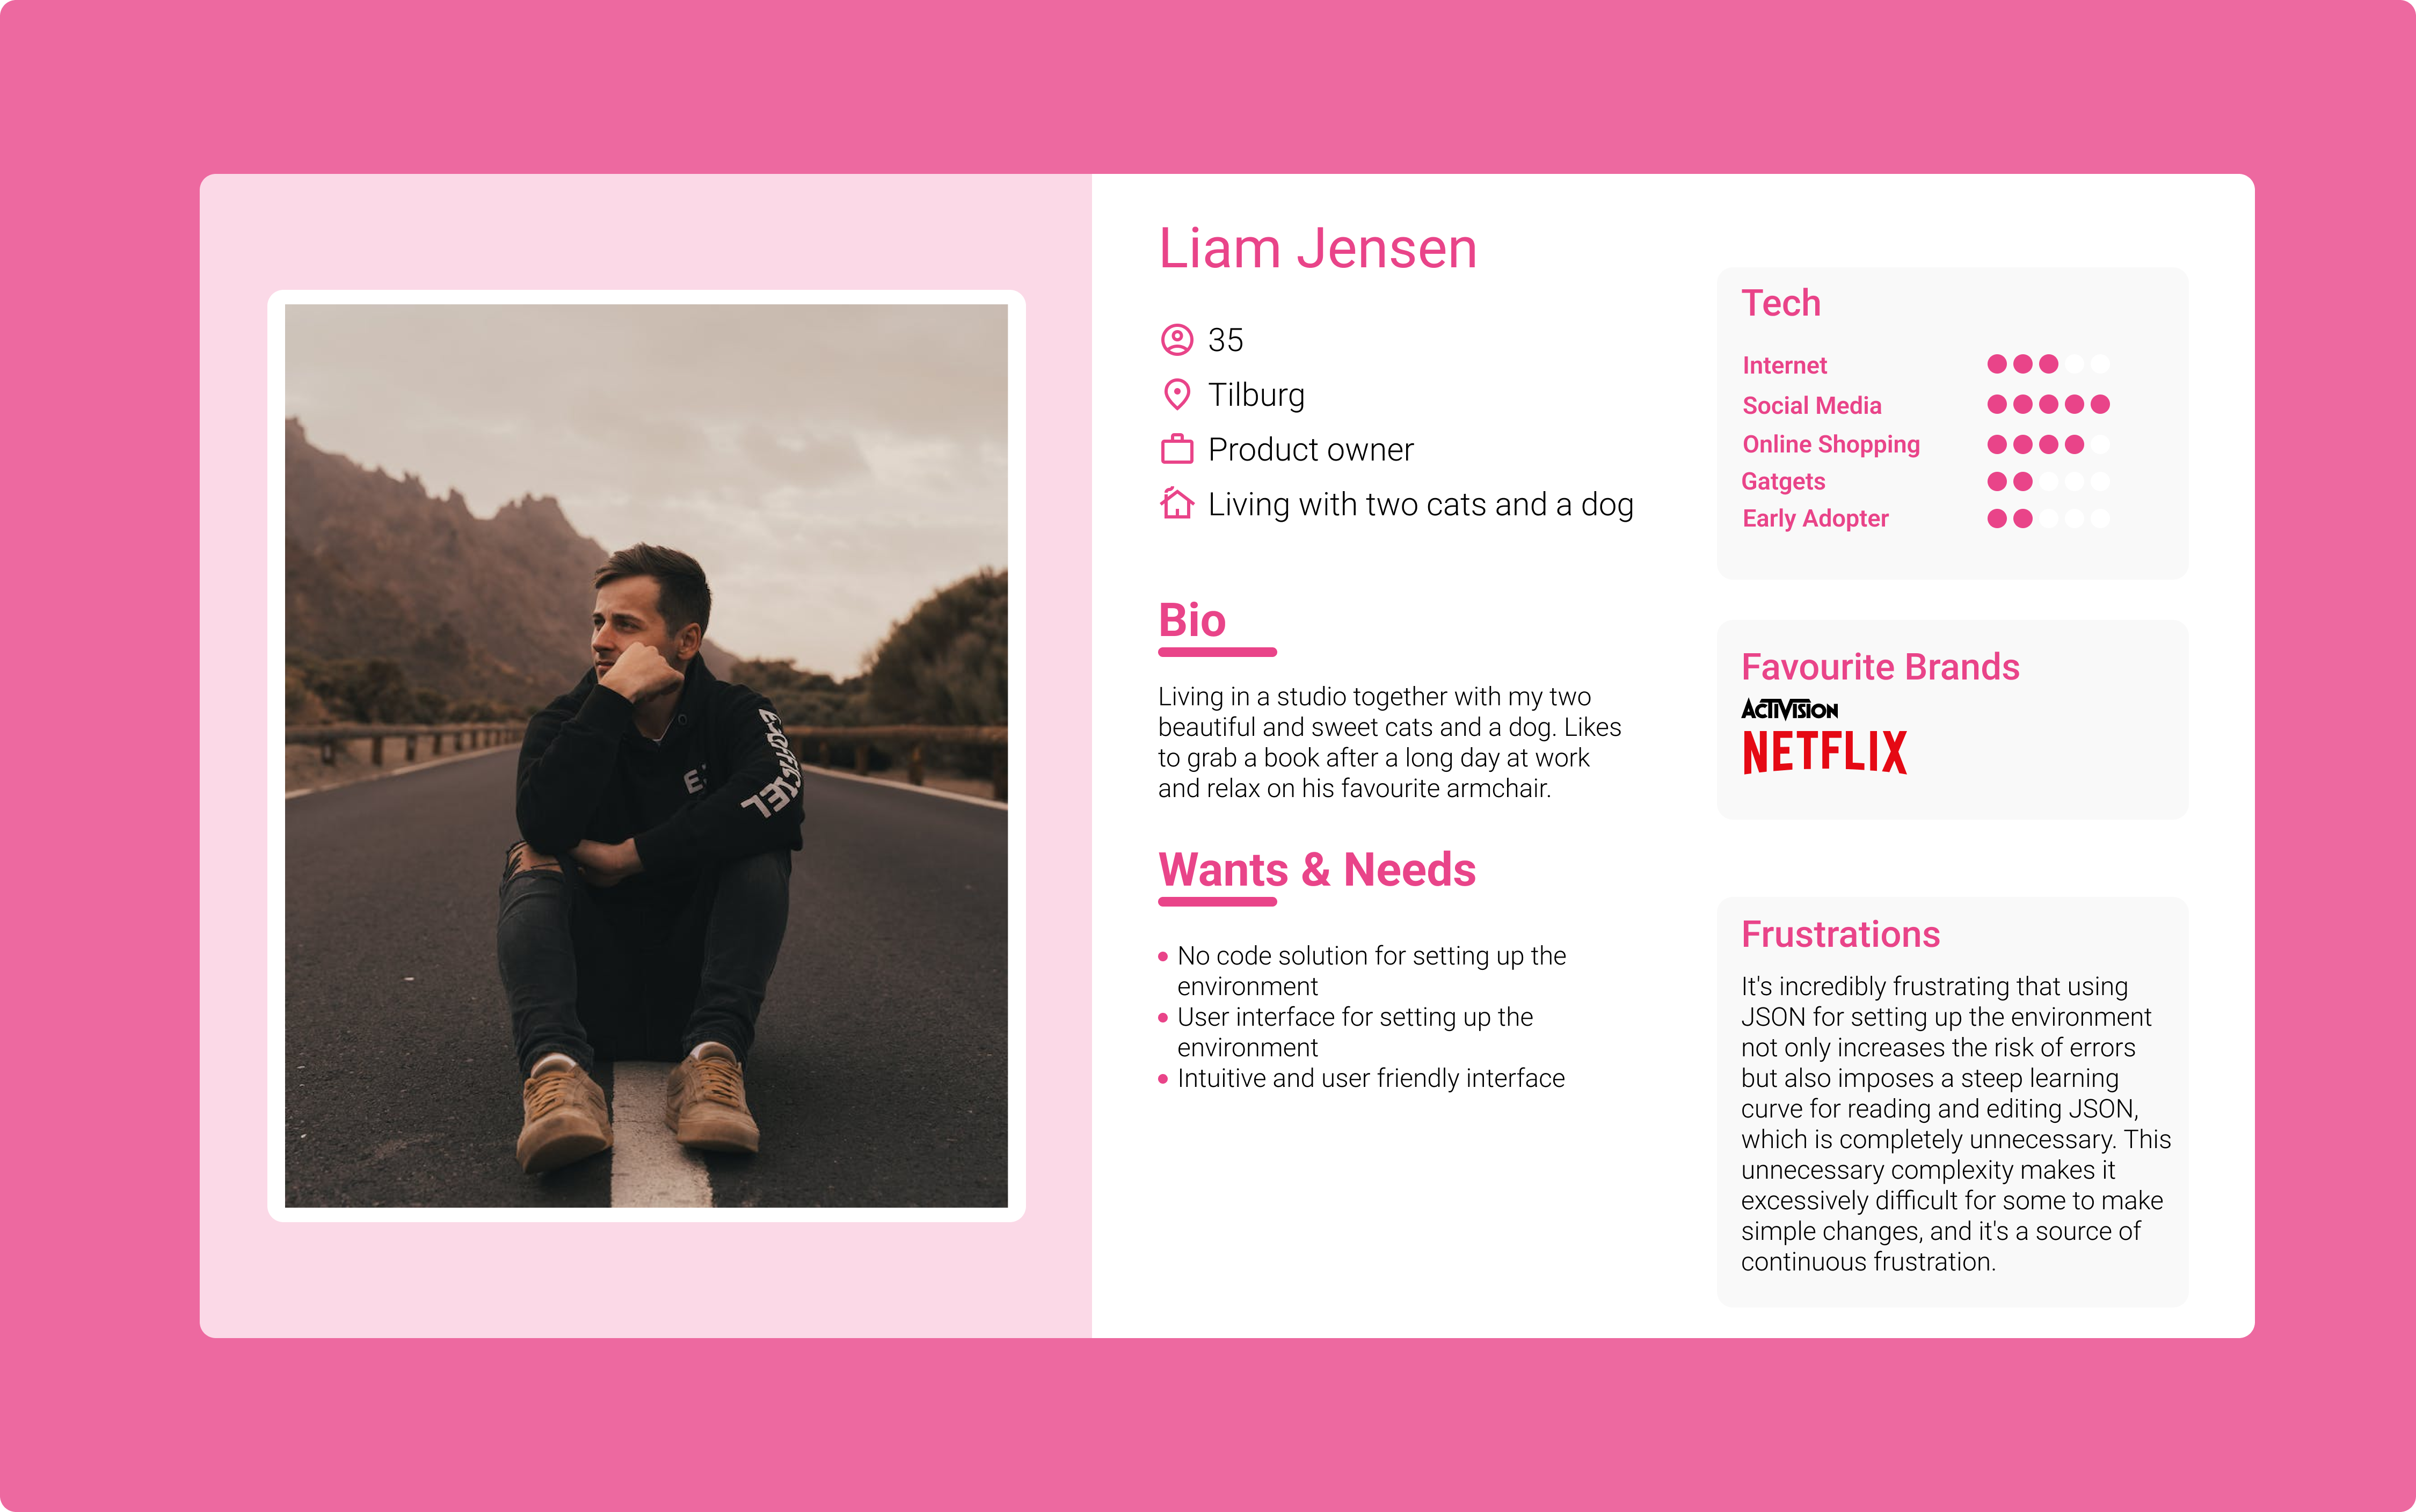 Liam Jensen
35
Tilburg
Product owner
Living with two cats and a dog
Bio
Living in a studio together with my two
beautiful and sweet cats and a dog. Likes
to grab a book after a long day at work
and relax on his favourite armchair.
Wants & Needs
No code solution for setting up the
environment
User interface for setting up the
environment
Intuitive and user friendly interface
Tech
Internet
Social Media
Online Shopping
Gatgets
Early Adopter
Favourite Brands
ACTIVISION
NETFLIX
Frustrations
It's incredibly frustrating that using
JSON for setting up the environment
not only increases the risk of errors
but also imposes a steep learning
curve for reading and editing JSON,
which is completely unnecessary. This
unnecessary complexity makes it
excessively difficult for some to make
simple changes, and it's a source of
continuous frustration.